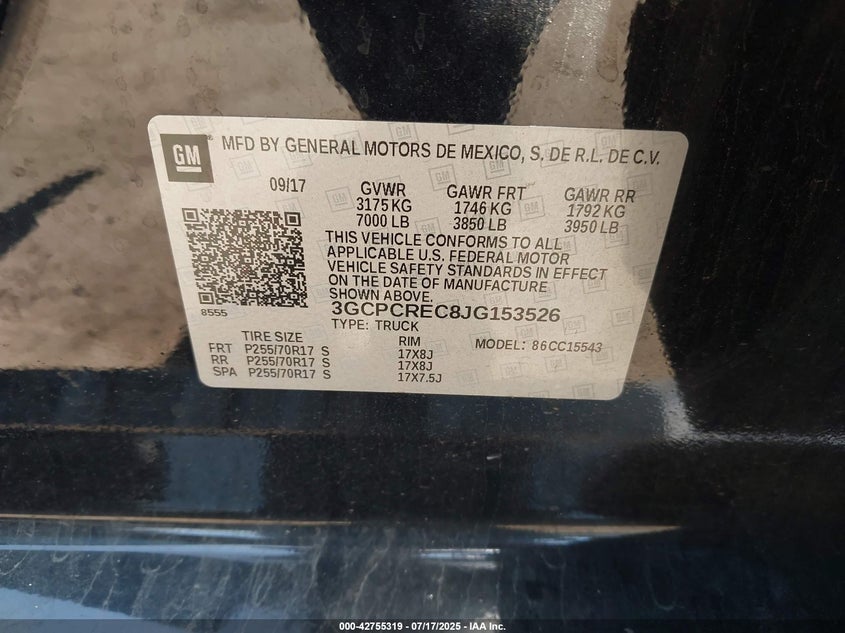 GM
MFD BY GENERAL MOTORS DE MEXICO, S. DE R.L. DE C.V.
09/17
GVWR GAWR FRT GAWR RR
3175 KG 1746 KG 1792 KG
7000 LB 3850 LB 3950 LB
THIS VEHICLE CONFORMS TO ALL
APPLICABLE U.S. FEDERAL MOTOR
VEHICLE SAFETY STANDARDS IN EFFECT
ON THE DATE OF MANUFACTURE
SHOWN ABOVE.
8555
3GCPCREC8JG153526
TYPE: TRUCK
TIRE SIZE RIM MODEL: 86CC15543
FRT P255/70R17 S 17X8J
RR P255/70R17 S 17X8J
SPA P255/70R17 S 17X7.5J
000-42755319 / 07/17/2025 - IAA Inc.